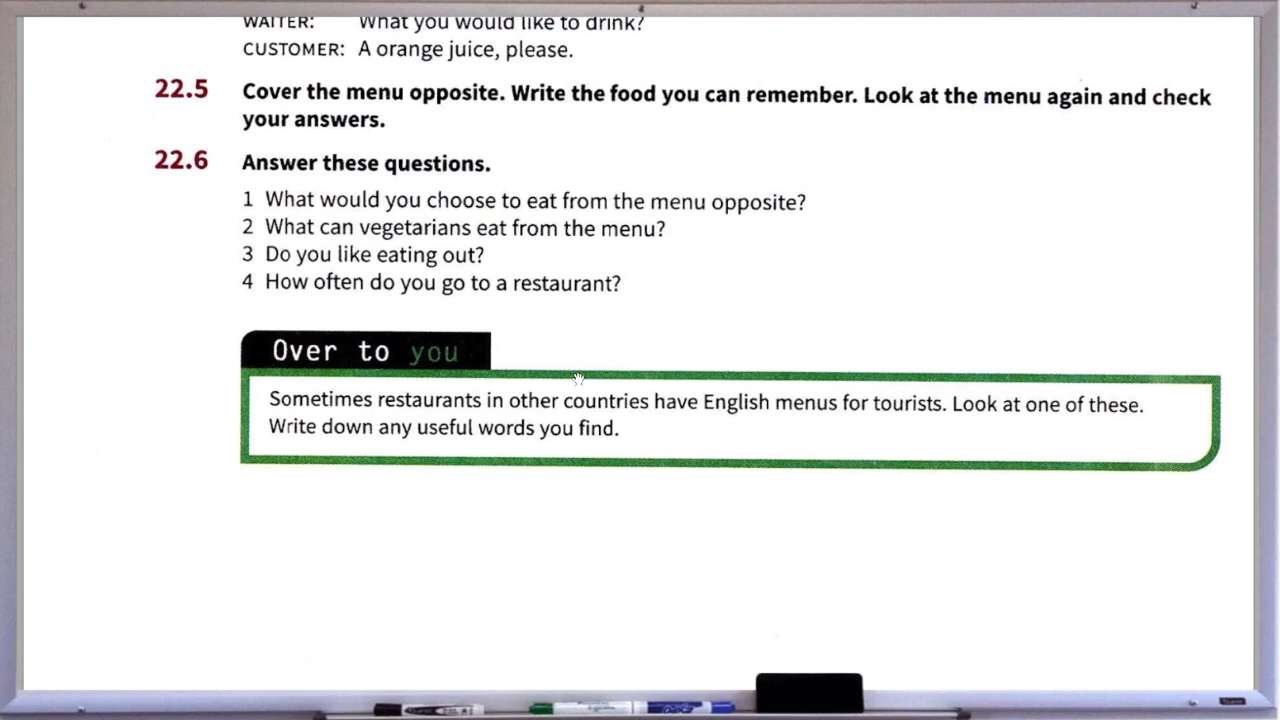 WAITER: What you would like to drink?
CUSTOMER: A orange juice, please.
22.5 Cover the menu opposite. Write the food you can remember. Look at the menu again and check
your answers.
22.6 Answer these questions.
1 What would you choose to eat from the menu opposite?
2 What can vegetarians eat from the menu?
3 Do you like eating out?
4 How often do you go to a restaurant?
Over to you
Sometimes restaurants in other countries have English menus for tourists. Look at one of these.
Write down any useful words you find.